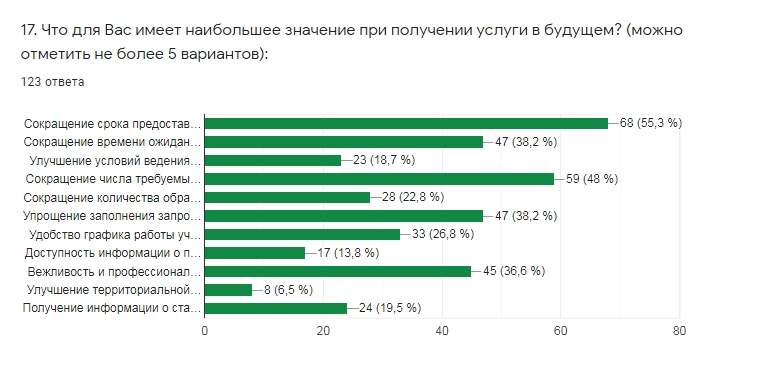 17. Что для Вас имеет наибольшее значение при получении услуги в будущем? (можно
отметить не более 5 вариантов):
123 ответа
Сокращение срока предостав… 68 (55,3 %)
Сокращение времени ожидан… 47 (38,2 %)
Улучшение условий ведения… 23 (18,7 %)
Сокращение числа требуемы… 59 (48 %)
Сокращение количества обра… 28 (22,8 %)
Упрощение заполнения запро… 47 (38,2 %)
Удобство графика работы уч… 33 (26,8 %)
Доступность информации о п… 17 (13,8 %)
Вежливость и профессионал… 45 (36,6 %)
Улучшение территориальной… 8 (6,5 %)
Получение информации о ста… 24 (19,5 %)
0 20 40 60 80